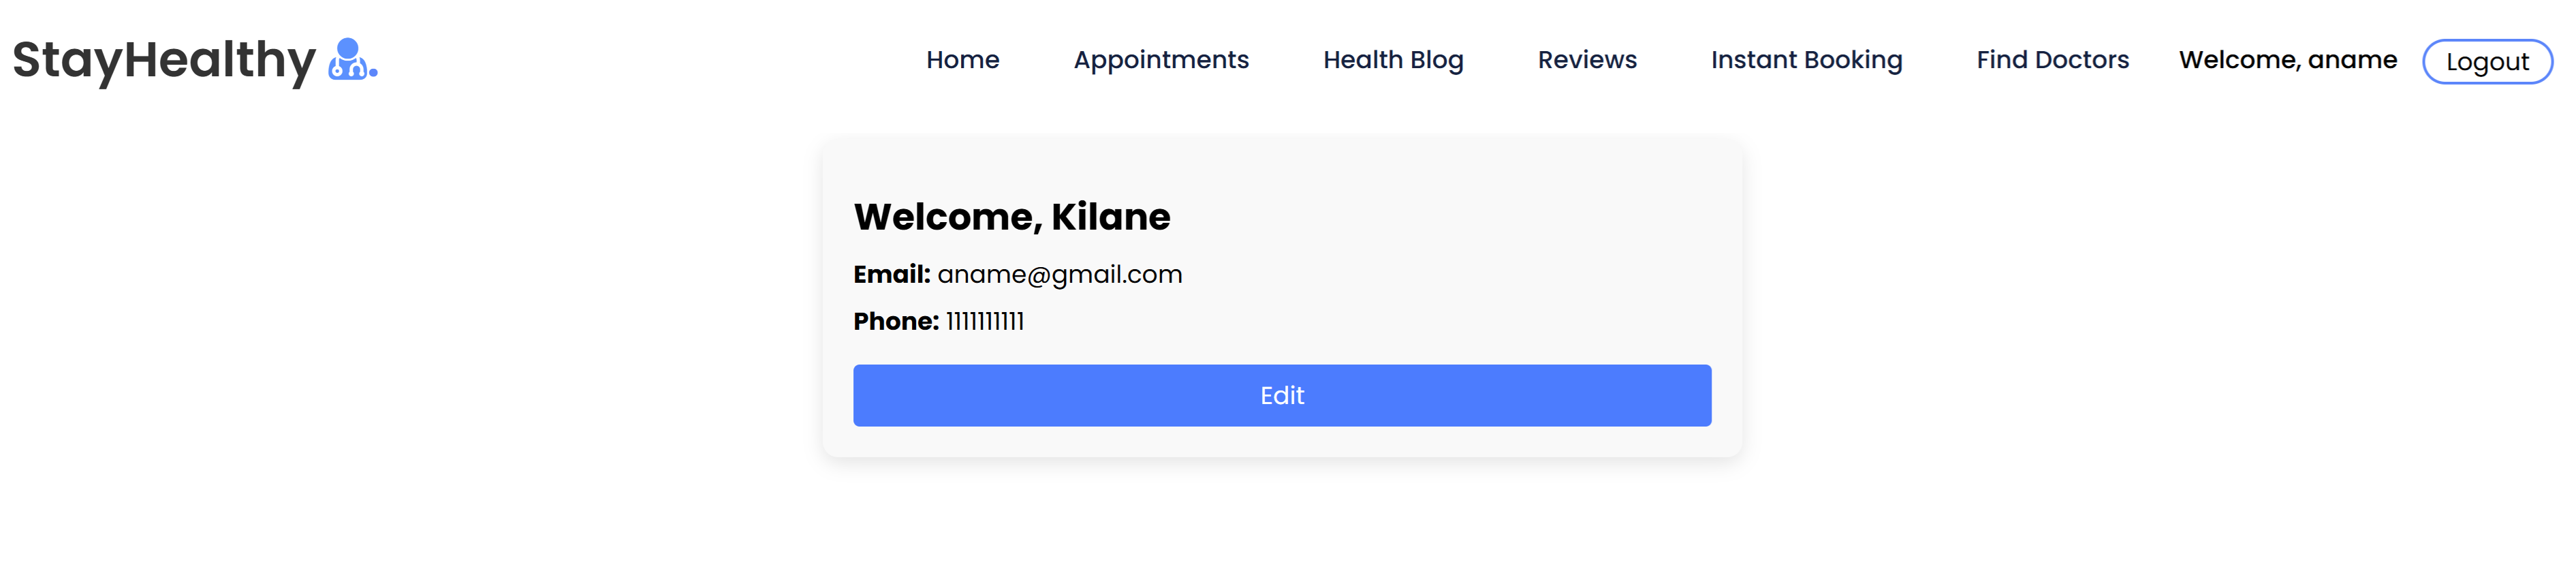 StayHealthy
Home Appointments Health Blog Reviews Instant Booking Find Doctors Welcome, aname Logout
Welcome, Kilane
Email: aname@gmail.com
Phone: 1111111111
Edit